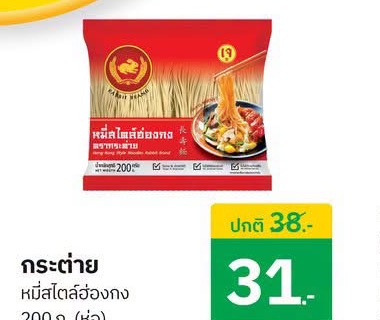 RABBIT BRAND
เจ
หมี่สไตล์ฮ่องกง
ตรากระต่าย
Hong Kong Style Noodles Rabbit Brand
長壽麵
น้ำหนักสุทธิ 200 กรัม
NET WEIGHT 200 g.
ปกติ 38.-
31.-
กระต่าย
หมี่สไตล์ฮ่องกง
200 ก. (ห่อ)